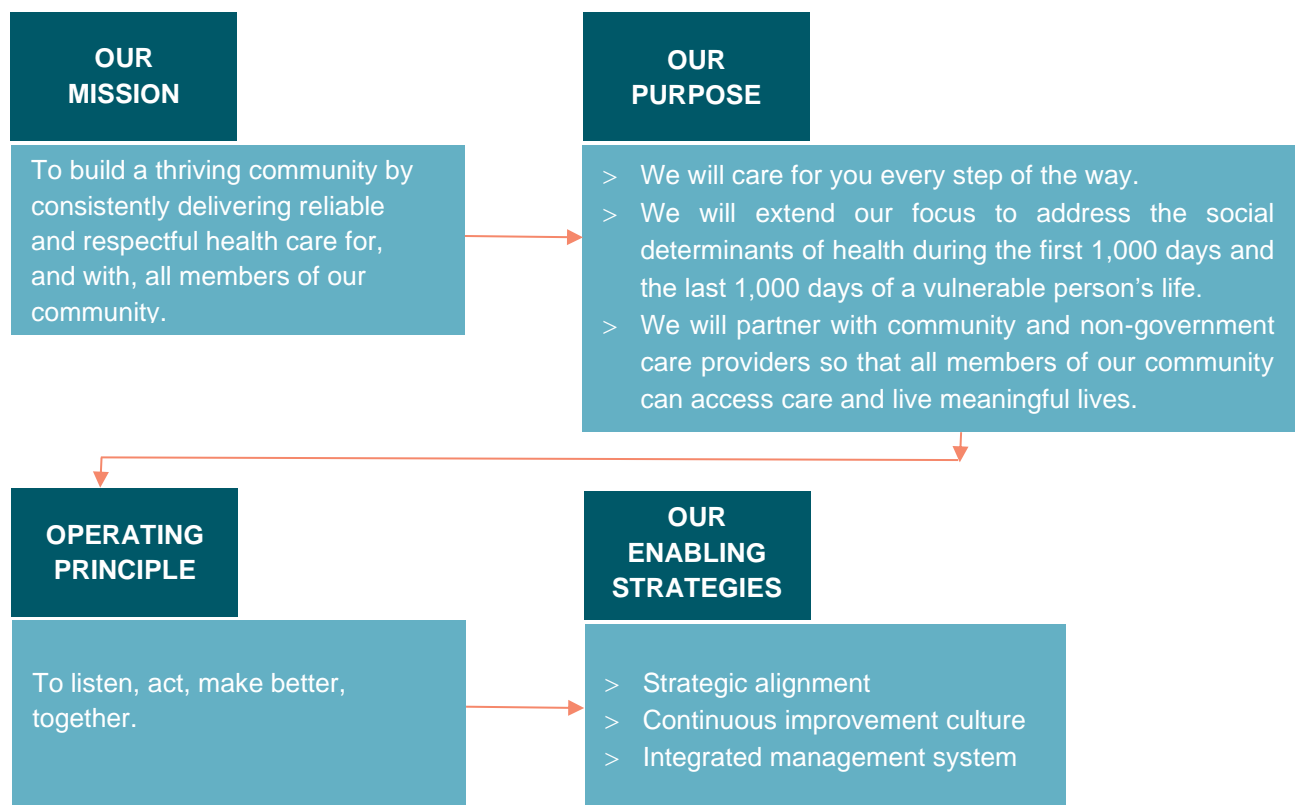 OUR
MISSION
To build a thriving community by
consistently delivering reliable
and respectful health care for,
and with, all members of our
community.
OUR
PURPOSE
> We will care for you every step of the way.
> We will extend our focus to address the social
determinants of health during the first 1,000 days and
the last 1,000 days of a vulnerable person’s life.
> We will partner with community and non-government
care providers so that all members of our community
can access care and live meaningful lives.
OPERATING
PRINCIPLE
To listen, act, make better,
together.
OUR
ENABLING
STRATEGIES
> Strategic alignment
> Continuous improvement culture
> Integrated management system